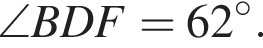 ∠BDF = 62°.